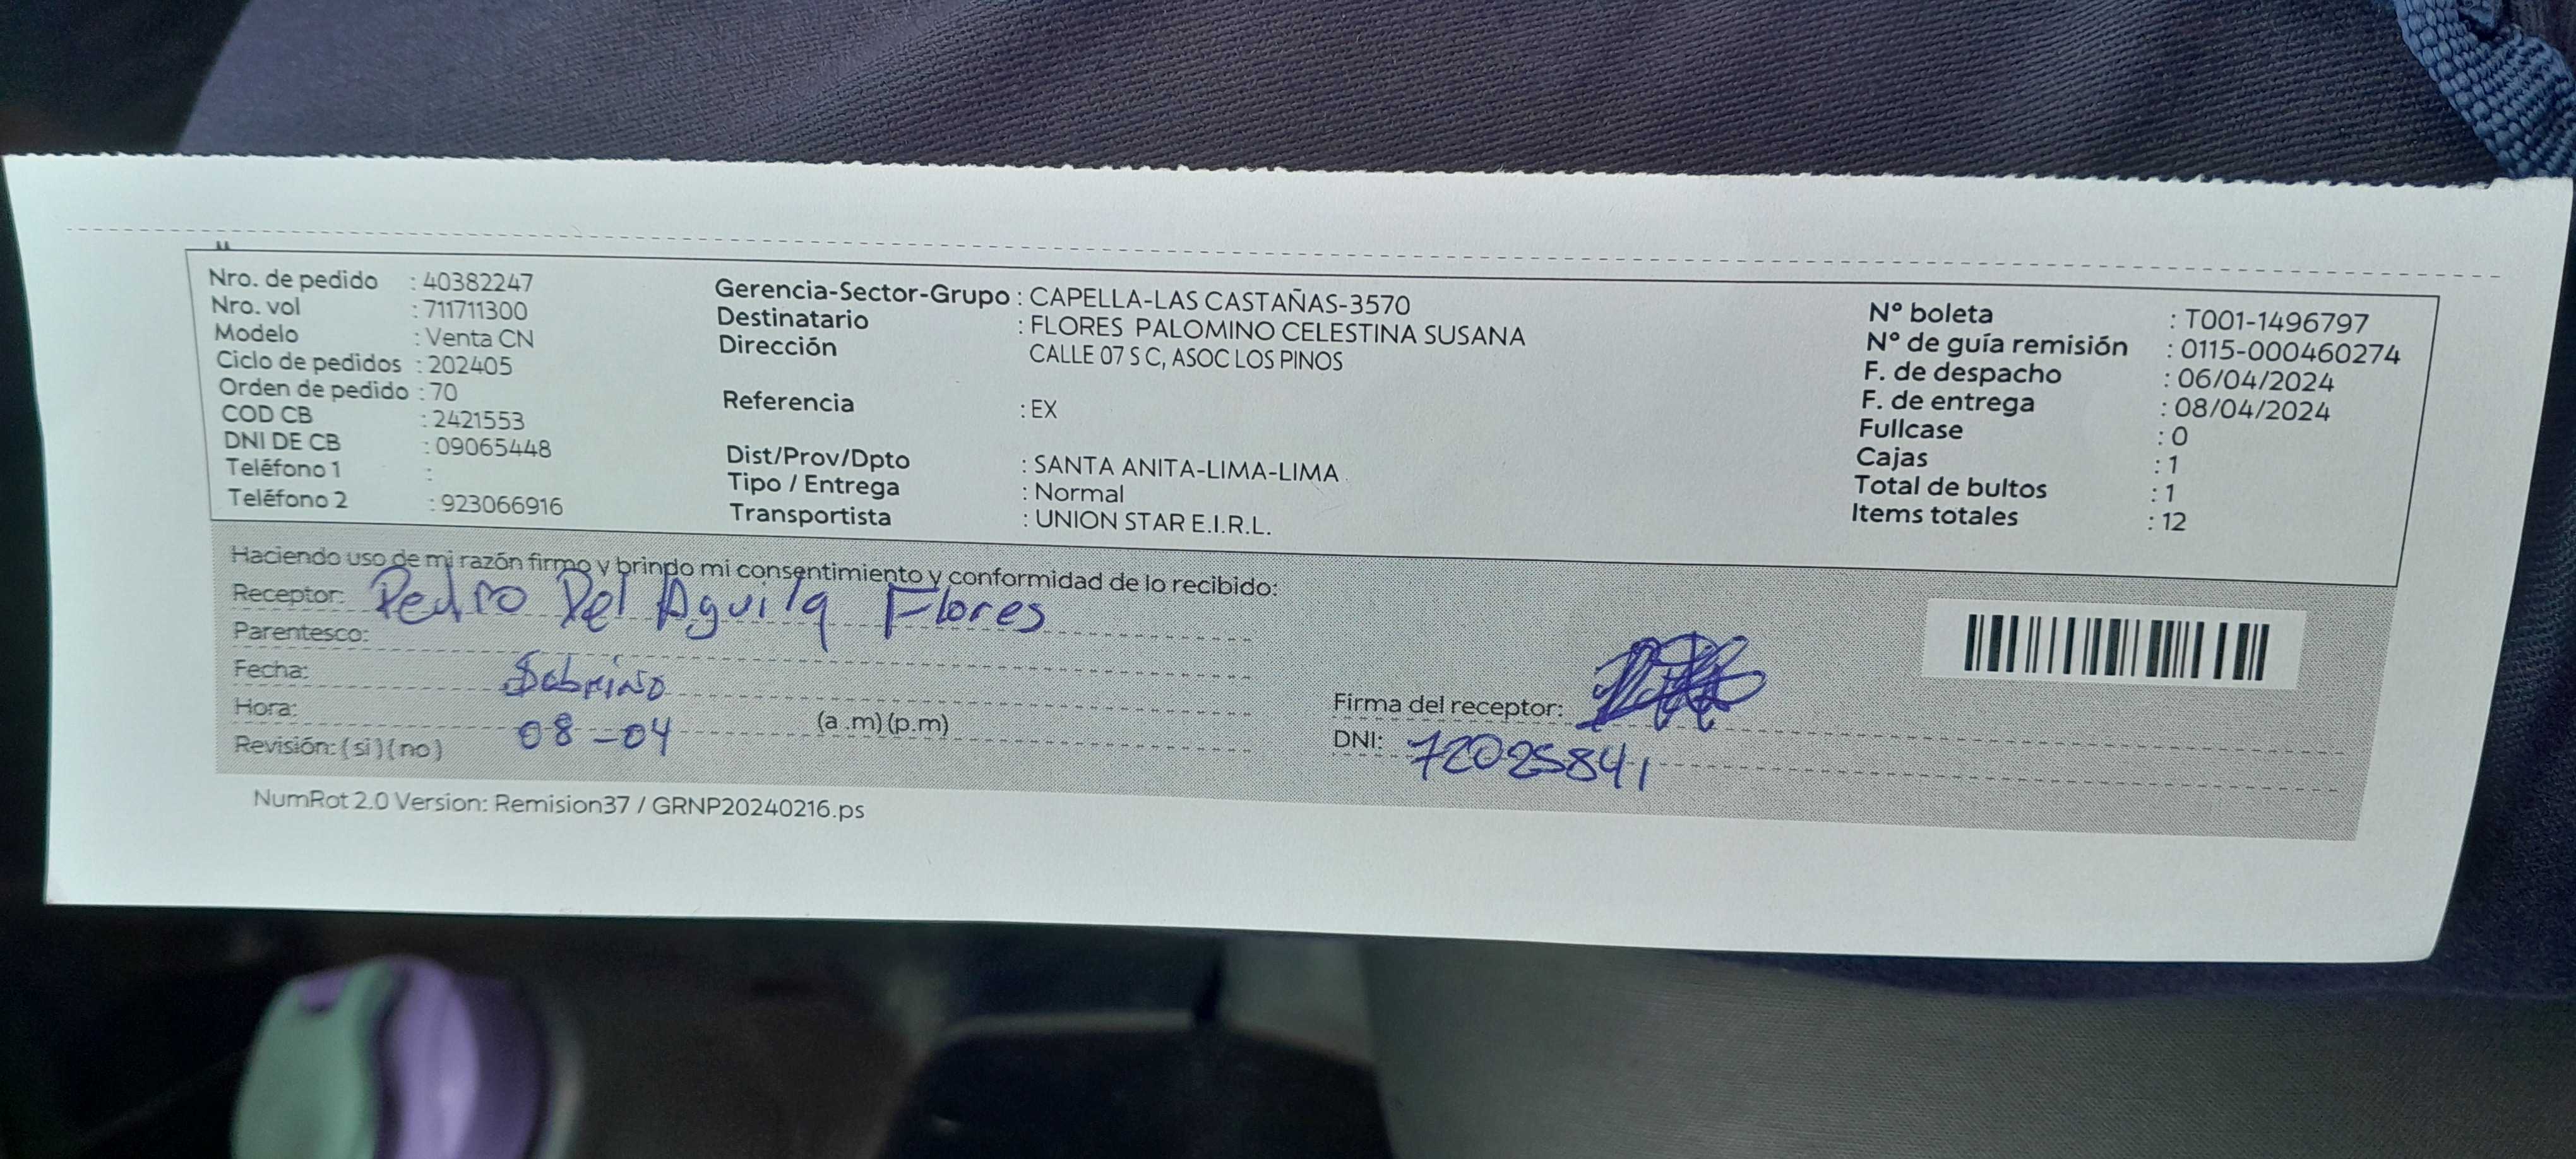 Nro. de pedido : 40382247
Nro. vol : 711711300
Modelo : Venta CN
Ciclo de pedidos : 202405
Orden de pedido : 70
COD CB : 2421553
DNI DE CB : 09065448
Teléfono 1 :
Teléfono 2 : 923066916
Gerencia-Sector-Grupo : CAPELLA-LAS CASTAÑAS-3570
Destinatario : FLORES PALOMINO CELESTINA SUSANA
Dirección CALLE 07 S C, ASOC LOS PINOS
Referencia : EX
Dist/Prov/Dpto : SANTA ANITA-LIMA-LIMA
Tipo / Entrega : Normal
Transportista : UNION STAR E.I.R.L.
Nº boleta : T001-1496797
Nº de guía remisión : 0115-000460274
F. de despacho : 06/04/2024
F. de entrega : 08/04/2024
Fullcase : 0
Cajas : 1
Total de bultos : 1
Items totales : 12
Haciendo uso de mi razón firmo y brindo mi consentimiento y conformidad de lo recibido:
Receptor: Pedro Del Aguila Flores
Parentesco:
Fecha: Sobrino
Hora: 08-04 (a .m) (p.m)
Revisión: (si) (no)
Firma del receptor:
DNI: 72025841
NumRot 2.0 Version: Remision37 / GRNP20240216.ps